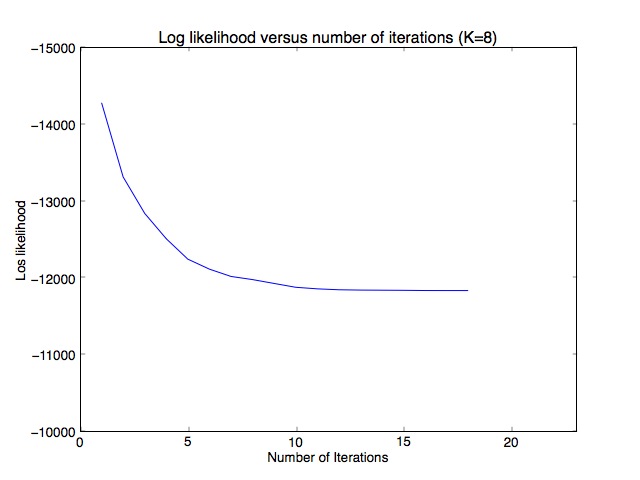 Log likelihood versus number of iterations (K=8)
−15000
−14000
−13000
−12000
−11000
−10000
Los likelihood
0 5 10 15 20
Number of Iterations